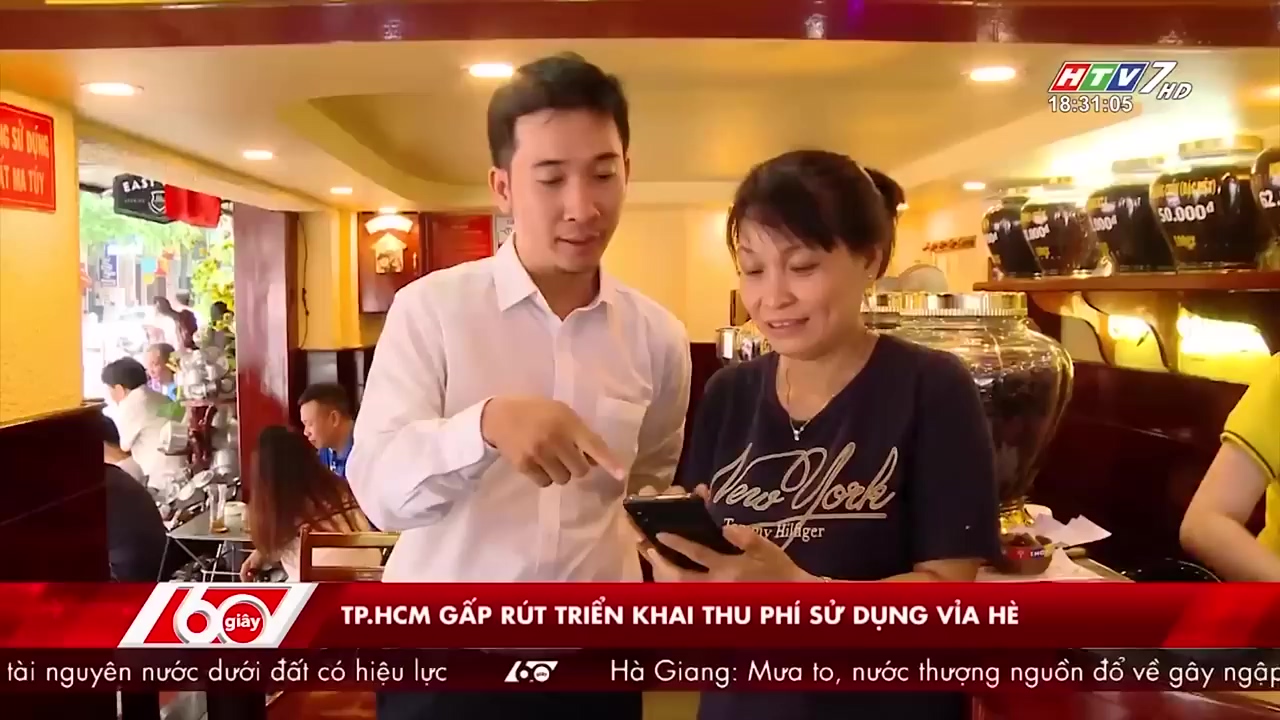 HTV7 HD
18:31:05
SỬ DỤNG
MA TÚY
EAST
50.000đ
New York
Tommy Hilfiger
60 giây
TP.HCM GẤP RÚT TRIỂN KHAI THU PHÍ SỬ DỤNG VỈA HÈ
tài nguyên nước dưới đất có hiệu lực 60 giây Hà Giang: Mưa to, nước thượng nguồn đổ về gây ngập